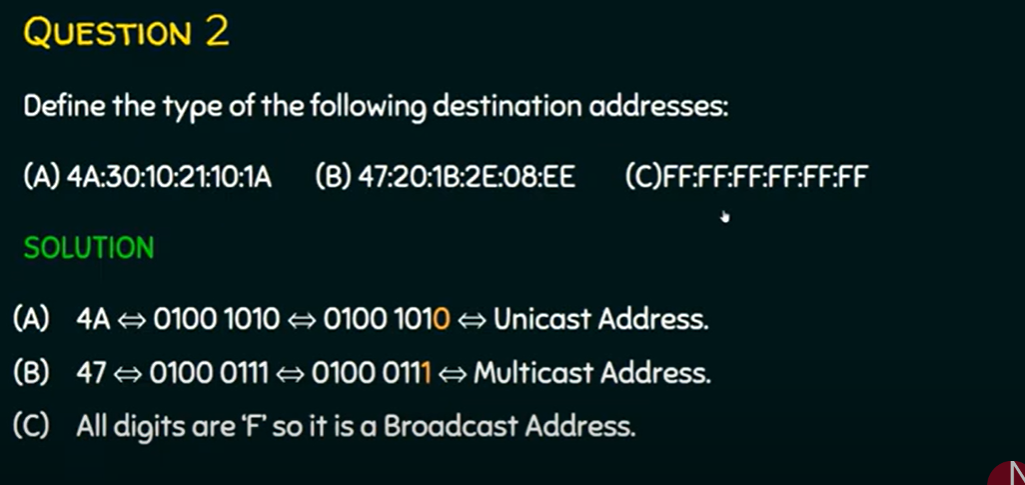 QUESTION 2
Define the type of the following destination addresses:
(A) 4A:30:10:21:10:1A (B) 47:20:1B:2E:08:EE (C)FF:FF:FF:FF:FF:FF
SOLUTION
(A) 4A ⇔ 0100 1010 ⇔ 0100 1010 ⇔ Unicast Address.
(B) 47 ⇔ 0100 0111 ⇔ 0100 0111 ⇔ Multicast Address.
(C) All digits are ‘F’ so it is a Broadcast Address.
N